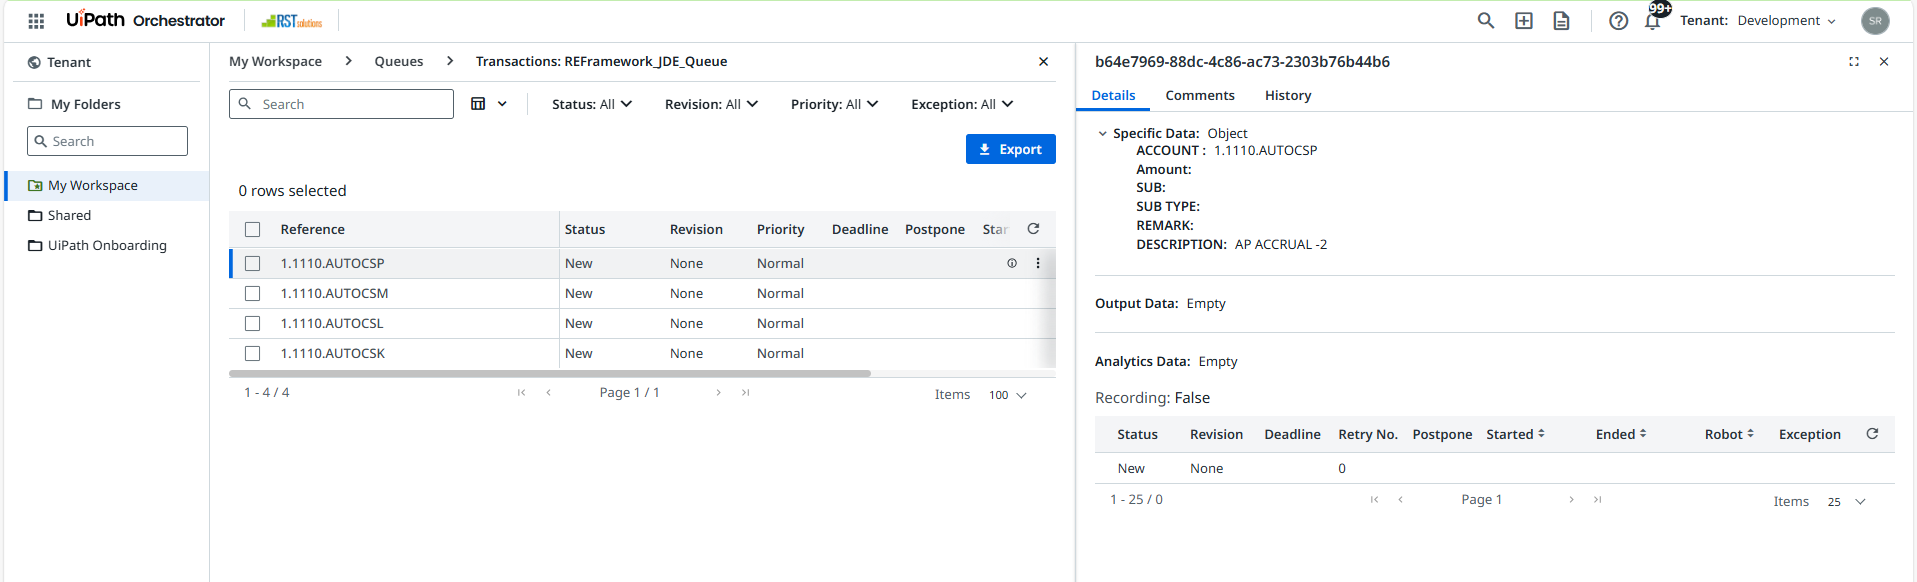 UiPath Orchestrator
RST solutions
99+
Tenant: Development
SR
Tenant
My Folders
Search
My Workspace
Shared
UiPath Onboarding
My Workspace > Queues > Transactions: REFramework_JDE_Queue
Search
Status: All
Revision: All
Priority: All
Exception: All
Export
0 rows selected
Reference Status Revision Priority Deadline Postpone Star
1.1110.AUTOCSP New None Normal
1.1110.AUTOCSM New None Normal
1.1110.AUTOCSL New None Normal
1.1110.AUTOCSK New None Normal
1 - 4 / 4
Page 1 / 1
Items 100
b64e7969-88dc-4c86-ac73-2303b76b44b6
Details Comments History
Specific Data: Object
ACCOUNT : 1.1110.AUTOCSP
Amount:
SUB:
SUB TYPE:
REMARK:
DESCRIPTION: AP ACCRUAL -2
Output Data: Empty
Analytics Data: Empty
Recording: False
Status Revision Deadline Retry No. Postpone Started Ended Robot Exception
New None 0
1 - 25 / 0
Page 1
Items 25